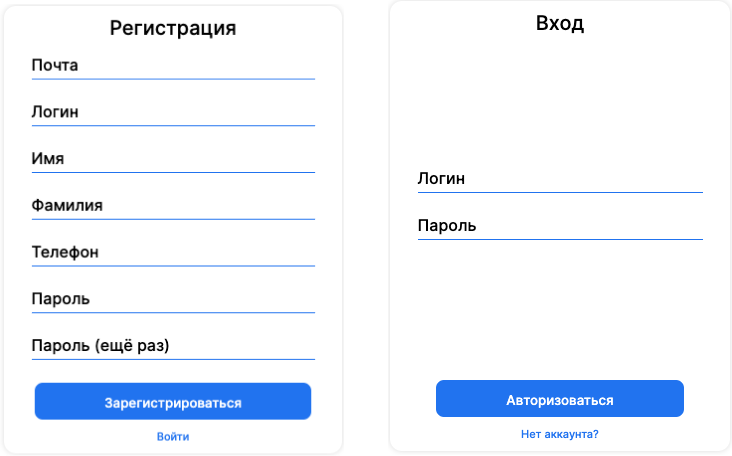 Регистрация
Почта
Логин
Имя
Фамилия
Телефон
Пароль
Пароль (ещё раз)
Зарегистрироваться
Войти
Вход
Логин
Пароль
Авторизоваться
Нет аккаунта?